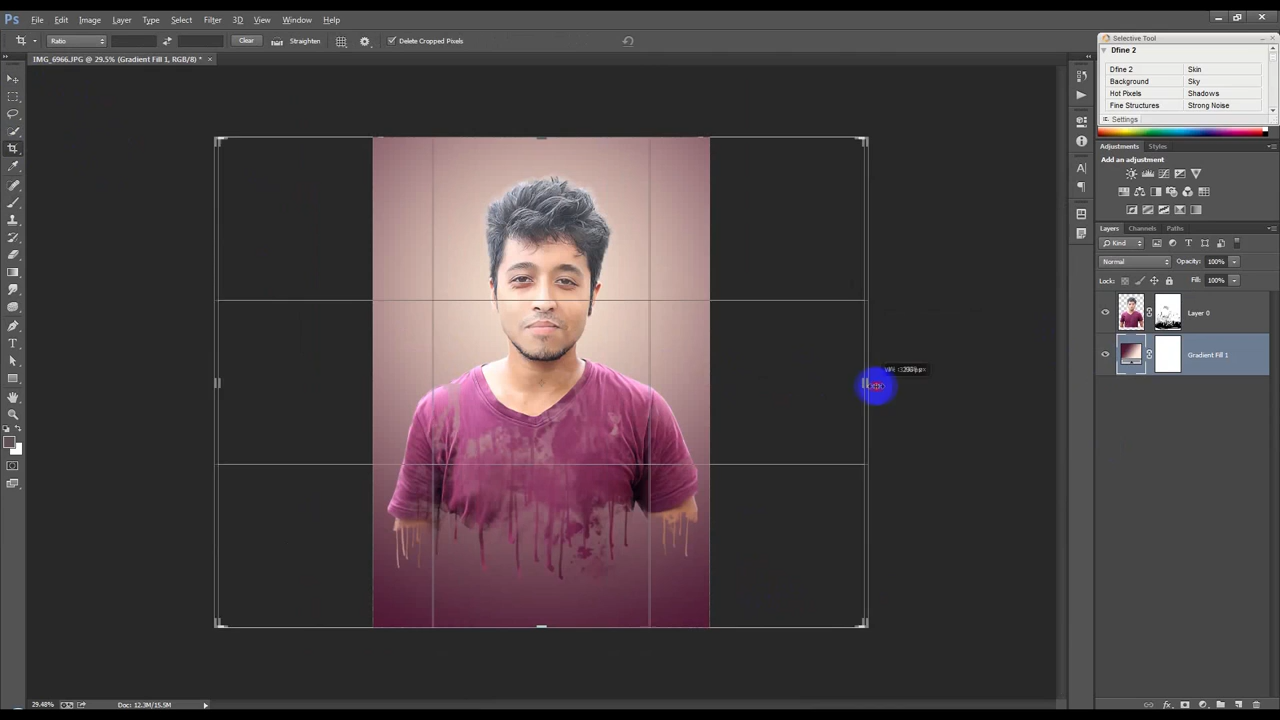 Ps File Edit Image Layer Type Select Filter 3D View Window Help
Ratio Clear Straighten Delete Cropped Pixels
IMG_6966.JPG @ 29.5% (Gradient Fill 1, RGB/8) * ×
Selective Tool
Dfine 2
Dfine 2 Skin
Background Sky
Hot Pixels Shadows
Fine Structures Strong Noise
Settings
Adjustments Styles
Add an adjustment
Layers Channels Paths
Kind
Normal Opacity: 100%
Lock: Fill: 100%
Layer 0
Gradient Fill 1
29.48% Doc: 12.3M/15.5M